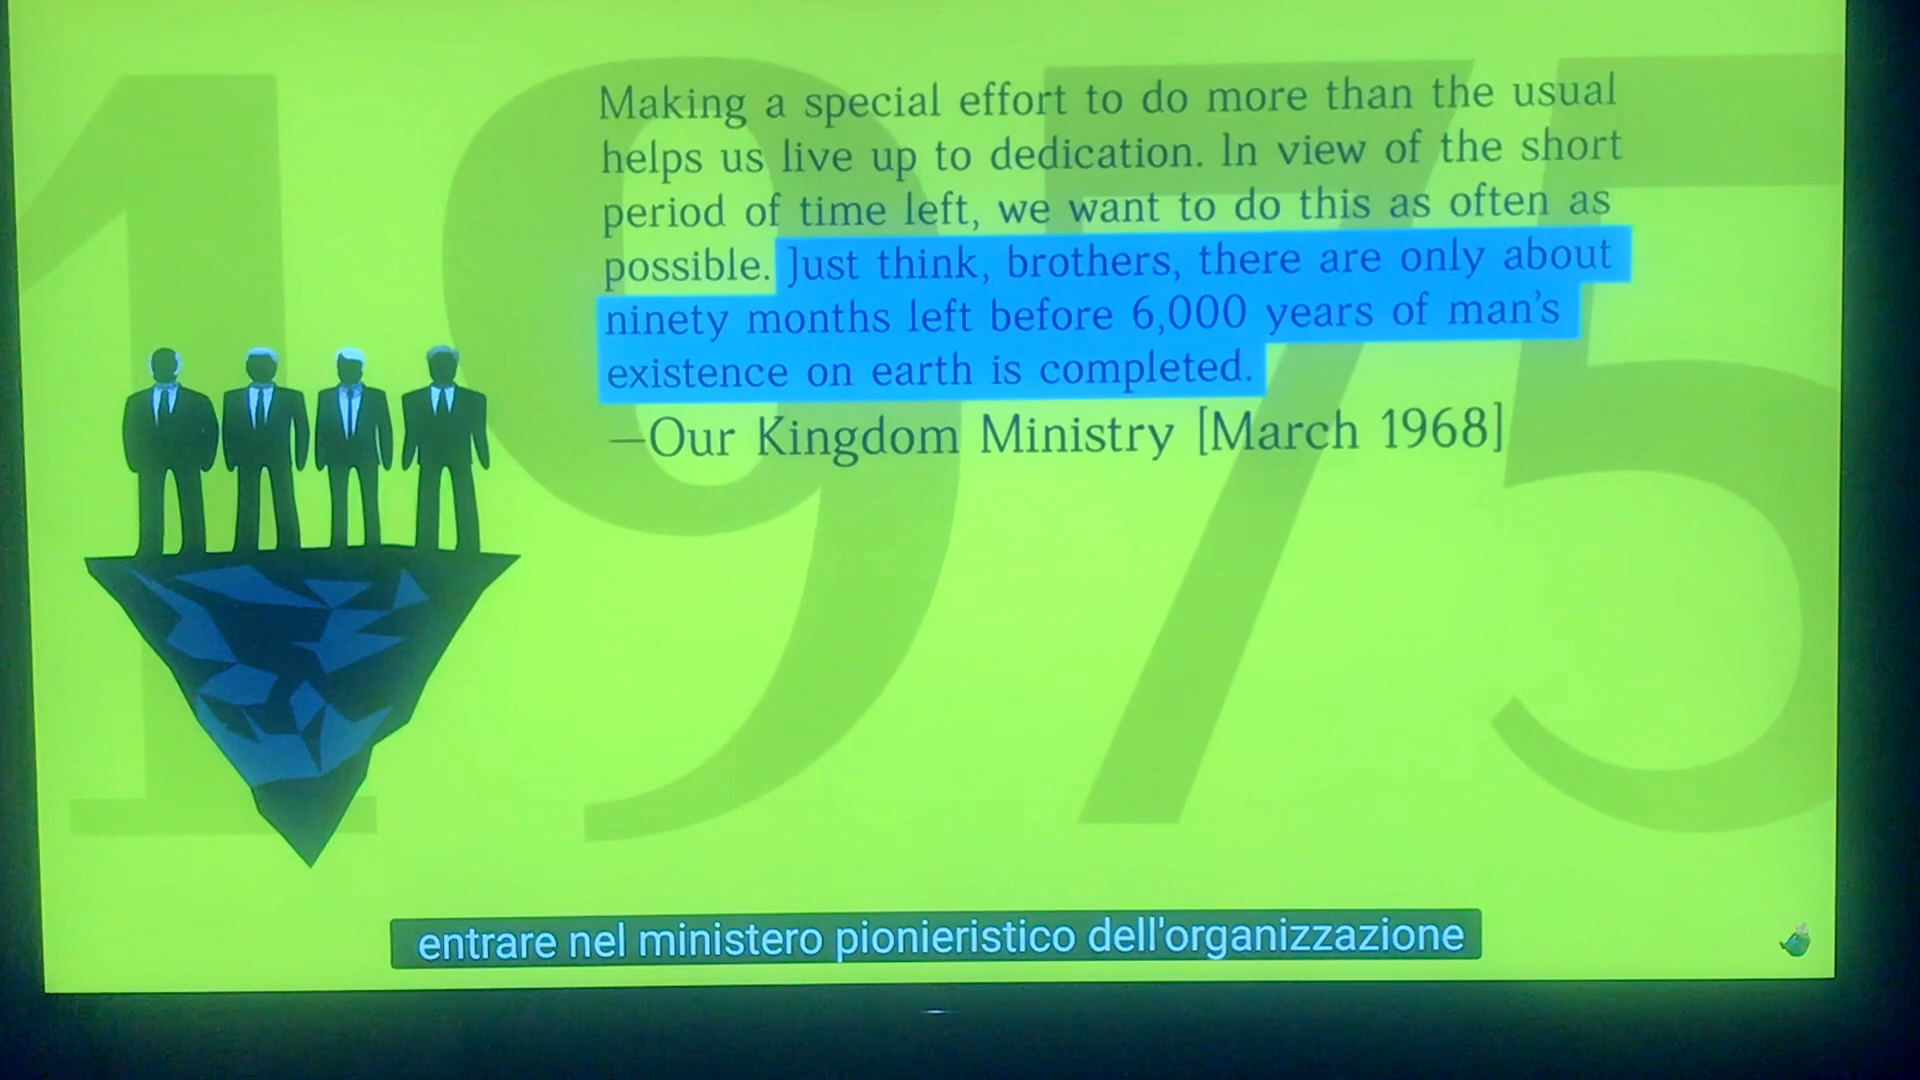 1975
Making a special effort to do more than the usual
helps us live up to dedication. In view of the short
period of time left, we want to do this as often as
possible. Just think, brothers, there are only about
ninety months left before 6,000 years of man's
existence on earth is completed.
—Our Kingdom Ministry [March 1968]
entrare nel ministero pionieristico dell'organizzazione